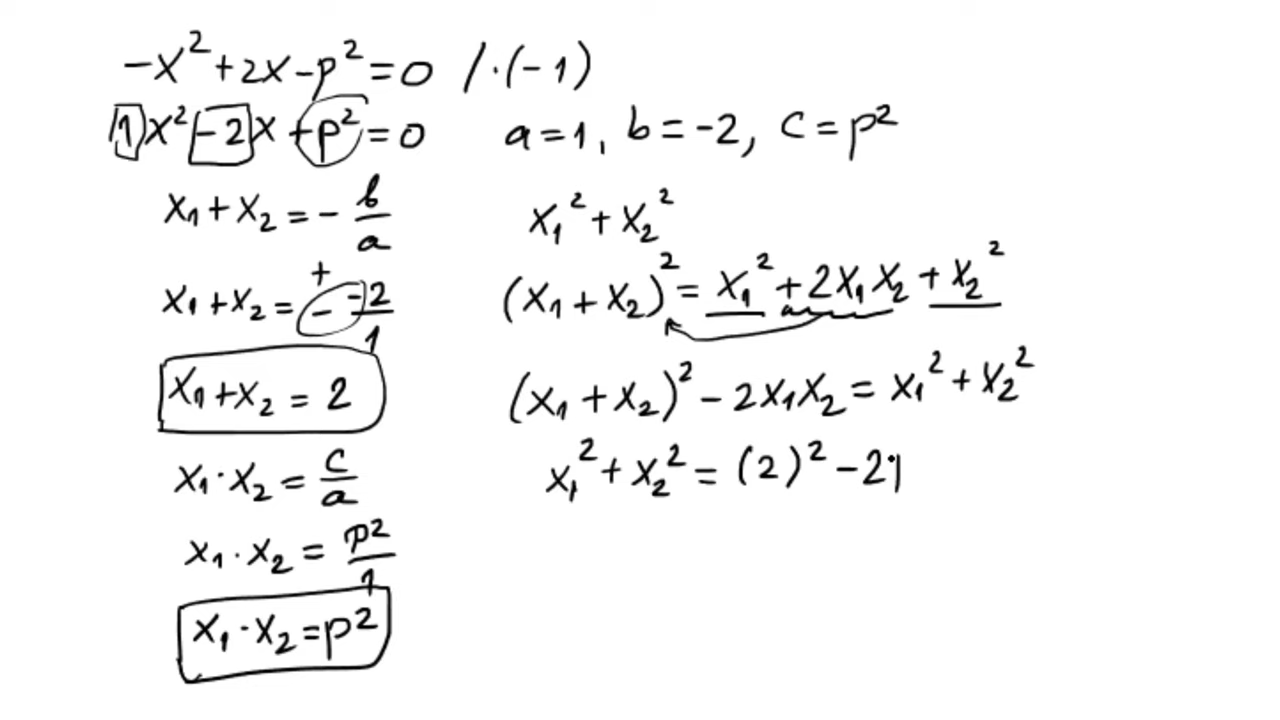 -x²+2x-p²=0 /·(-1)
1x²-2x+p²=0 a=1, b=-2, c=p²
x₁+x₂=-b/a
x₁+x₂=+- -2/1
x₁+x₂=2
x₁·x₂=c/a
x₁·x₂=p²/1
x₁·x₂=p²
x₁²+x₂²
(x₁+x₂)²=x₁²+2x₁x₂+x₂²
(x₁+x₂)²-2x₁x₂=x₁²+x₂²
x₁²+x₂²=(2)²-2·